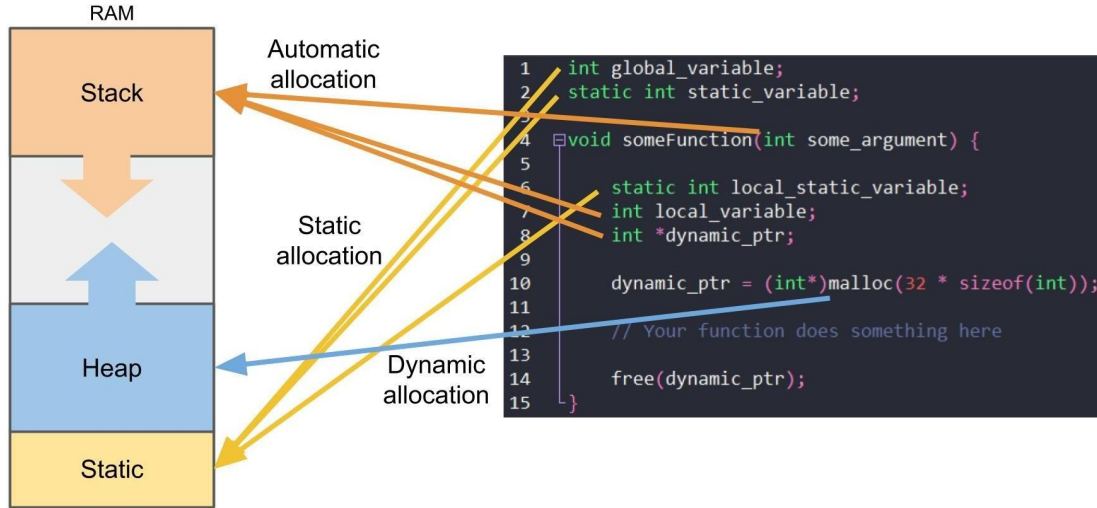 RAM
Stack
Heap
Static
Automatic
allocation
Static
allocation
Dynamic
allocation
1 int global_variable;
2 static int static_variable;
3
4 void someFunction(int some_argument) {
5
6 static int local_static_variable;
7 int local_variable;
8 int *dynamic_ptr;
9
10 dynamic_ptr = (int*)malloc(32 * sizeof(int));
11
12 // Your function does something here
13
14 free(dynamic_ptr);
15 }